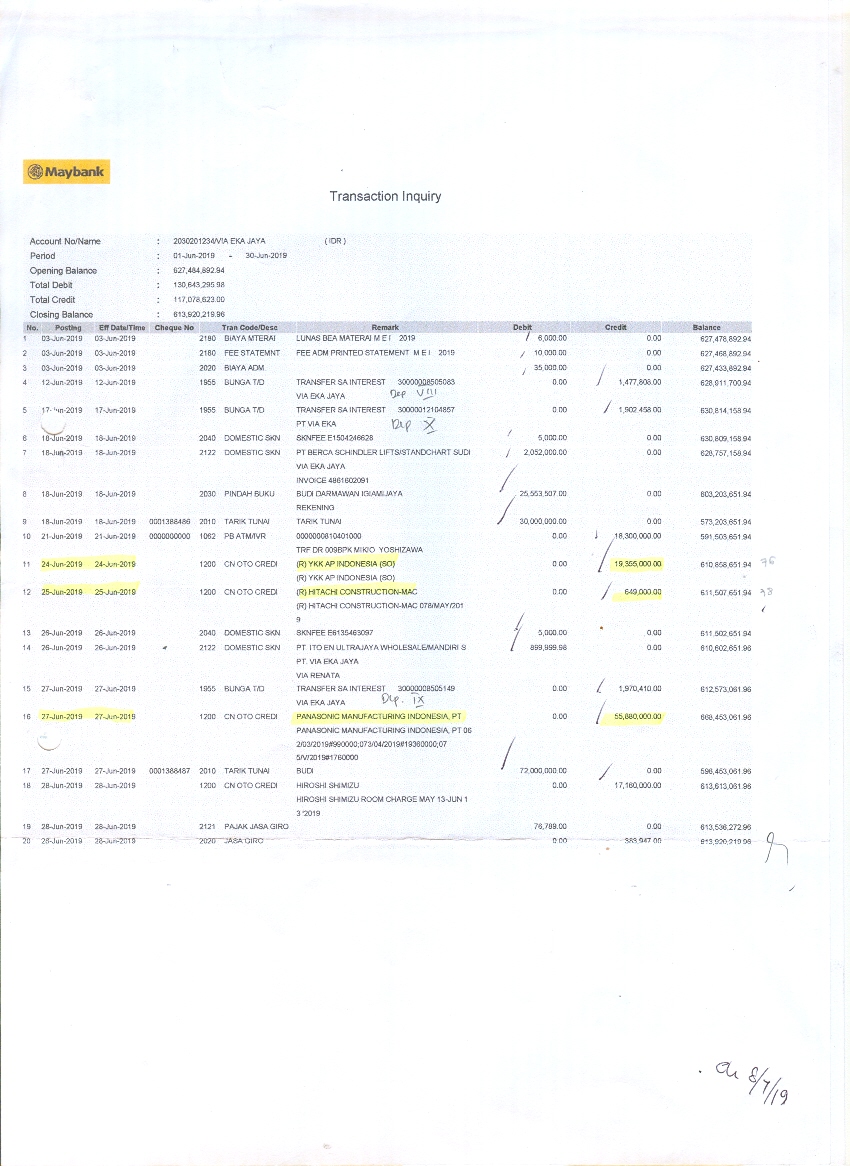 Maybank
Transaction Inquiry
Account No/Name : 2030201234/VIA EKA JAYA ( IDR )
Period : 01-Jun-2019 - 30-Jun-2019
Opening Balance : 627,484,892.94
Total Debit : 130,643,295.98
Total Credit : 117,078,623.00
Closing Balance : 613,920,219.96
No. Posting Eff Date/Time Cheque No Tran Code/Desc Remark Debit Credit Balance
1 03-Jun-2019 03-Jun-2019 2190 BIAYA MTERAI LUNAS BEA MATERAI M E I 2019 6,000.00 0.00 627,478,892.94
2 03-Jun-2019 03-Jun-2019 2180 FEE STATEMNT FEE ADM PRINTED STATEMENT M E I 2019 10,000.00 0.00 627,468,892.94
3 03-Jun-2019 03-Jun-2019 2020 BIAYA ADM. 35,000.00 0.00 627,433,892.94
4 12-Jun-2019 12-Jun-2019 1955 BUNGA T/D TRANSFER SA INTEREST 30000008505083 0.00 1,477,808.00 628,911,700.94
VIA EKA JAYA Dep VIII
5 17-Jun-2019 17-Jun-2019 1955 BUNGA T/D TRANSFER SA INTEREST 30000012104857 0.00 1,902,458.00 630,814,158.94
PT VIA EKA Dep X
6 18-Jun-2019 18-Jun-2019 2040 DOMESTIC SKN SKNFEE E1504246628 5,000.00 0.00 630,809,158.94
7 18-Jun-2019 18-Jun-2019 2122 DOMESTIC SKN PT BERCA SCHINDLER LIFTS/STANDCHART SUDI 2,052,000.00 0.00 628,757,158.94
VIA EKA JAYA
INVOICE 4861602091
8 18-Jun-2019 18-Jun-2019 2030 PINDAH BUKU BUDI DARMAWAN IGIAMIJAYA 25,553,507.00 0.00 603,203,651.94
REKENING
9 18-Jun-2019 18-Jun-2019 0001388486 2010 TARIK TUNAI TARIK TUNAI 30,000,000.00 0.00 573,203,651.94
10 21-Jun-2019 21-Jun-2019 0000000000 1062 PB ATM/IVR 0000000810401000 0.00 18,300,000.00 591,503,651.94
TRF DR 009BPK MIKIO YOSHIZAWA
11 24-Jun-2019 24-Jun-2019 1200 CN OTO CREDI (R) YKK AP INDONESIA (SO) 0.00 19,355,000.00 610,858,651.94 76
(R) YKK AP INDONESIA (SO)
12 25-Jun-2019 25-Jun-2019 1200 CN OTO CREDI (R) HITACHI CONSTRUCTION-MAC 0.00 649,000.00 611,507,651.94 78
(R) HITACHI CONSTRUCTION-MAC 078/MAY/201
9
13 26-Jun-2019 26-Jun-2019 2040 DOMESTIC SKN SKNFEE E6135463097 5,000.00 0.00 611,502,651.94
14 26-Jun-2019 26-Jun-2019 2122 DOMESTIC SKN PT ITO EN ULTRAJAYA WHOLESALE/MANDIRI S 899,999.98 0.00 610,602,651.96
PT. VIA EKA JAYA
VIA RENATA
15 27-Jun-2019 27-Jun-2019 1955 BUNGA T/D TRANSFER SA INTEREST 30000008505149 0.00 1,970,410.00 612,573,061.96
VIA EKA JAYA Dep. IX
16 27-Jun-2019 27-Jun-2019 1200 CN OTO CREDI PANASONIC MANUFACTURING INDONESIA, PT 0.00 55,880,000.00 668,453,061.96
PANASONIC MANUFACTURING INDONESIA, PT 06
2/03/2019#990000;073/04/2019#19360000;07
5/V/2019#1760000
17 27-Jun-2019 27-Jun-2019 0001388487 2010 TARIK TUNAI BUDI 72,000,000.00 0.00 596,453,061.96
18 28-Jun-2019 28-Jun-2019 1200 CN OTO CREDI HIROSHI SHIMIZU 0.00 17,160,000.00 613,613,061.96
HIROSHI SHIMIZU ROOM CHARGE MAY 13-JUN 1
3 '2019
19 28-Jun-2019 28-Jun-2019 2121 PAJAK JASA GIRO 76,789.00 0.00 613,536,272.96
20 28-Jun-2019 28-Jun-2019 2020 JASA GIRO 0.00 383,947.00 613,920,219.96
8/7/19